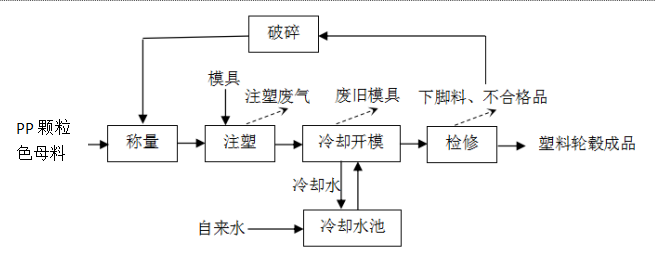 破碎
模具
注塑废气
废旧模具
下脚料、不合格品
PP 颗粒
色母料
称量
注塑
冷却开模
检修
塑料轮毂成品
冷却水
自来水
冷却水池